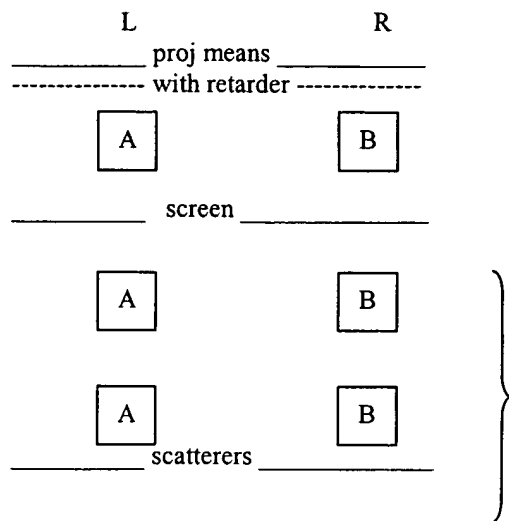 L R
proj means
with retarder
A B
screen
A B
A B
scatterers